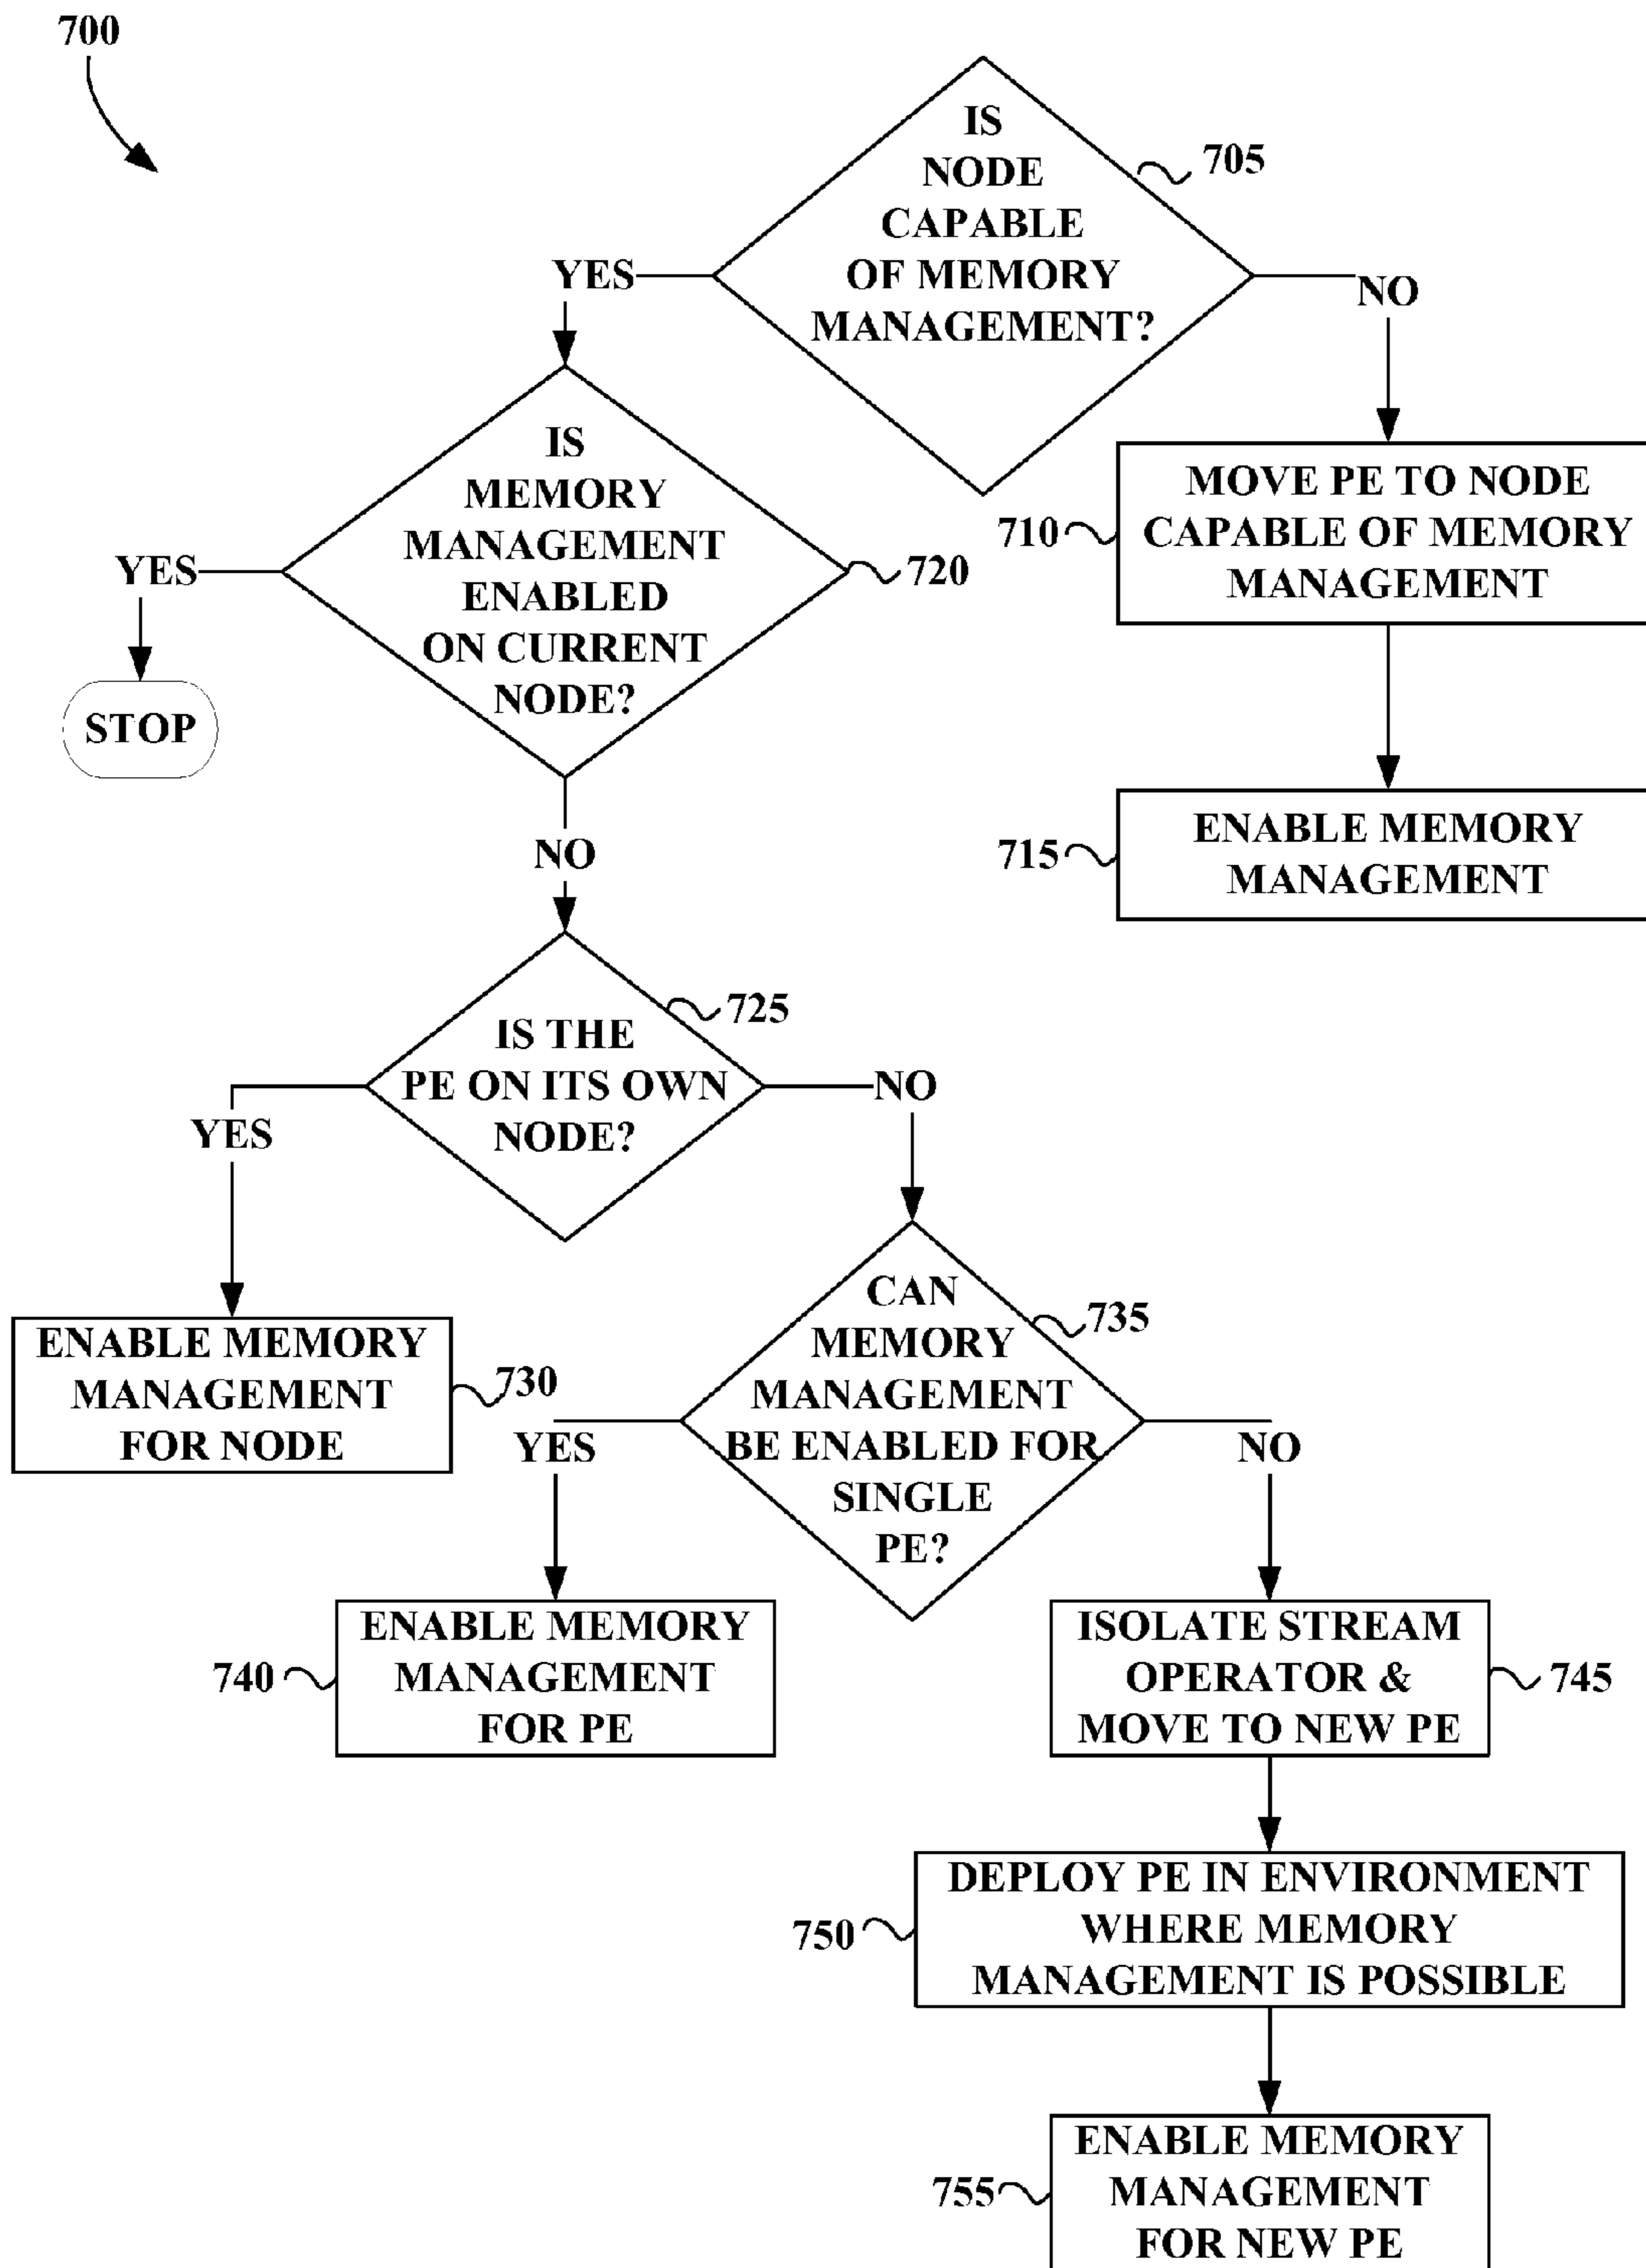 700
IS
NODE
CAPABLE
OF MEMORY
MANAGEMENT?
705
YES
NO
IS
MEMORY
MANAGEMENT
ENABLED
ON CURRENT
NODE?
720
YES
STOP
710
MOVE PE TO NODE
CAPABLE OF MEMORY
MANAGEMENT
715
ENABLE MEMORY
MANAGEMENT
NO
IS THE
PE ON ITS OWN
NODE?
725
YES
NO
ENABLE MEMORY
MANAGEMENT
FOR NODE
730
CAN
MEMORY
MANAGEMENT
BE ENABLED FOR
SINGLE
PE?
735
YES
NO
740
ENABLE MEMORY
MANAGEMENT
FOR PE
ISOLATE STREAM
OPERATOR &
MOVE TO NEW PE
745
750
DEPLOY PE IN ENVIRONMENT
WHERE MEMORY
MANAGEMENT IS POSSIBLE
755
ENABLE MEMORY
MANAGEMENT
FOR NEW PE